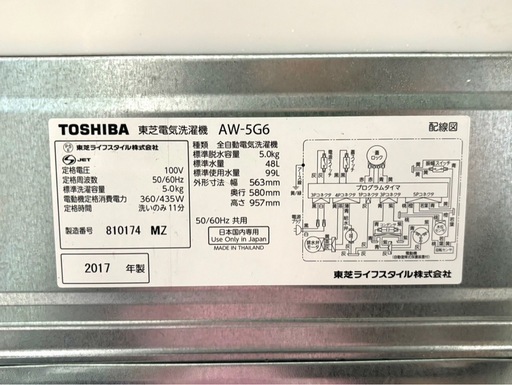 TOSHIBA 東芝電気洗濯機 AW-5G6
東芝ライフスタイル株式会社
JET
定格電圧 100V
定格周波数 50/60Hz
標準洗濯容量 5.0kg
電動機定格消費電力 360/435W
定格時間 洗いのみ11分
製造番号 810174 MZ
2017 年製
種類 全自動電気洗濯機
標準脱水容量 5.0kg
標準水量 48L
標準使用水量 99L
外形寸法 幅 563mm
奥行 580mm
高さ 957mm
50/60Hz 共用
日本国内専用
Use Only in Japan
MADE IN THAILAND
配線図
蓋
ロック
プログラムタイマ
東芝ライフスタイル株式会社